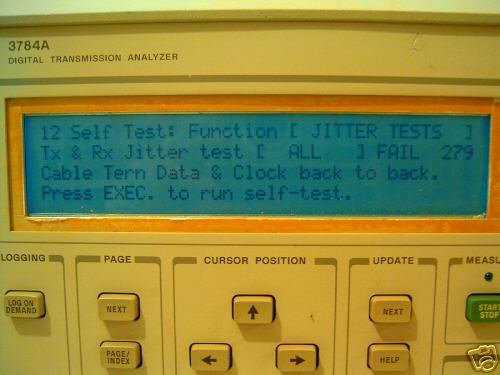 3784A
DIGITAL TRANSMISSION ANALYZER
12 Self Test: Function [ JITTER TESTS ]
Tx & Rx Jitter test [ ALL ] FAIL 279
Cable Tern Data & Clock back to back.
Press EXEC. to run self-test.
LOGGING
PAGE
CURSOR POSITION
UPDATE
MEASU
LOG ON
DEMAND
NEXT
NEXT
START
STOP
PAGE/
INDEX
HELP